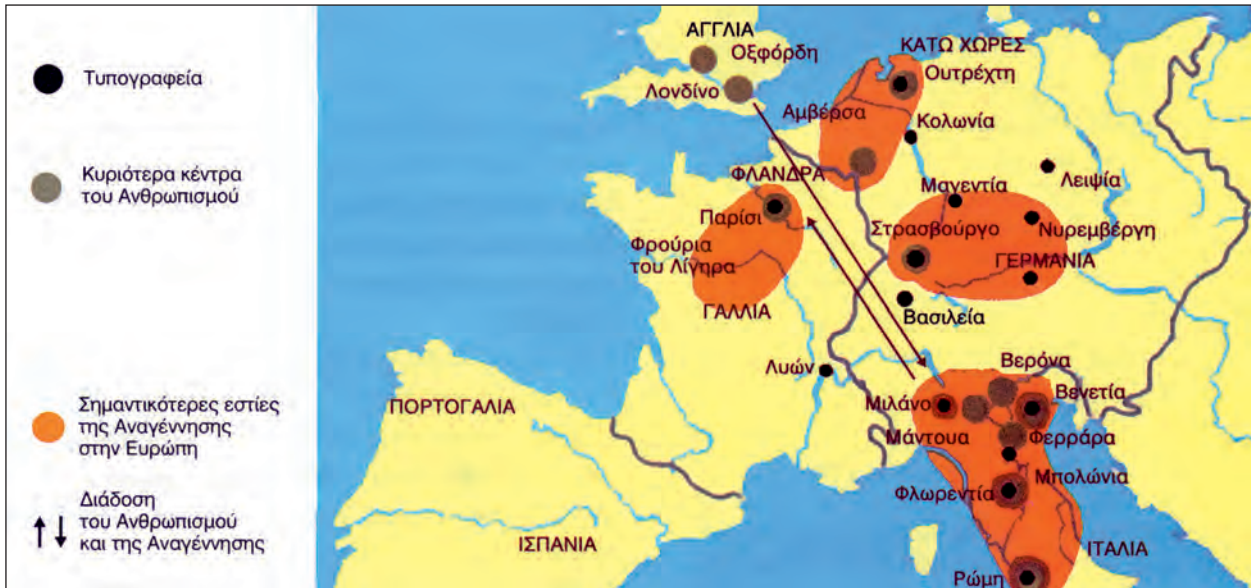 Τυπογραφεία
Κυριότερα κέντρα
του Ανθρωπισμού
Σημαντικότερες εστίες
της Αναγέννησης
στην Ευρώπη
Διάδοση
του Ανθρωπισμού
και της Αναγέννησης
ΑΓΓΛΙΑ
Οξφόρδη
Λονδίνο
ΚΑΤΩ ΧΩΡΕΣ
Ουτρέχτη
Αμβέρσα
Κολωνία
ΦΛΑΝΔΡΑ
Λειψία
Μαγεντία
Παρίσι
Στρασβούργο
Νυρεμβέργη
Φρούρια
του Λίγηρα
ΓΕΡΜΑΝΙΑ
ΓΑΛΛΙΑ
Βασιλεία
Λυών
Βερόνα
ΠΟΡΤΟΓΑΛΙΑ
Μιλάνο
Βενετία
Μάντουα
Φερράρα
Μπολώνια
Φλωρεντία
ΙΣΠΑΝΙΑ
ΙΤΑΛΙΑ
Ρώμη